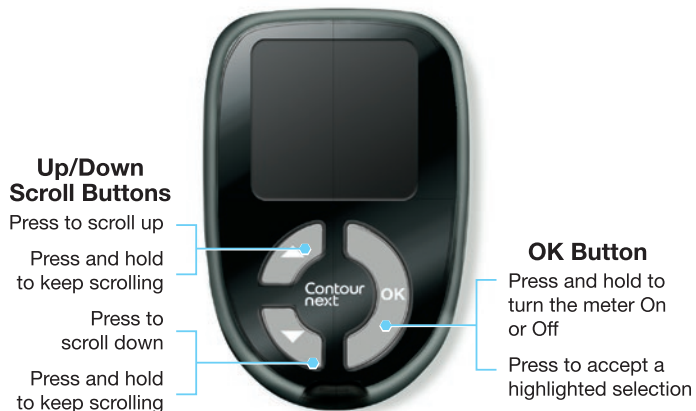 Up/Down
Scroll Buttons
Press to scroll up
Press and hold
to keep scrolling
Press to
scroll down
Press and hold
to keep scrolling
Contour
next
OK
OK Button
Press and hold to
turn the meter On
or Off
Press to accept a
highlighted selection